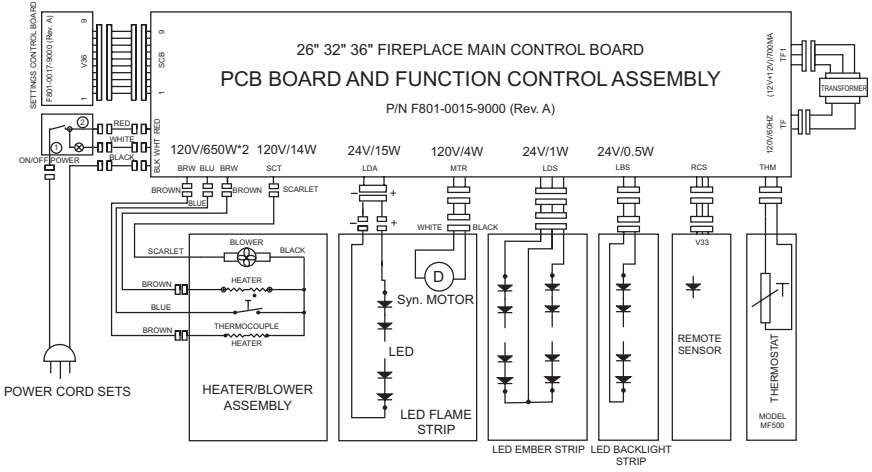 SETTINGS CONTROL BOARD
F801-0017-9000 (Rev. A)
9
V36
1
9
SCB
1
26" 32" 36" FIREPLACE MAIN CONTROL BOARD
PCB BOARD AND FUNCTION CONTROL ASSEMBLY
P/N F801-0015-9000 (Rev. A)
(12V+12V)/700MA
TF1
TRANSFORMER
120V/60HZ
TF
2
1
ON/OFF POWER
RED
RED
WHITE
WHT
BLACK
BLK
120V/650W*2
120V/14W
24V/15W
120V/4W
24V/1W
24V/0.5W
BRW
BLU
BRW
SCT
LDA
MTR
LDS
LBS
RCS
THM
BROWN
BLUE
BROWN
SCARLET
− +
− +
WHITE
BLACK
V33
SCARLET
BLOWER
BLACK
BROWN
HEATER
T
BLUE
BROWN
THERMOCOUPLE
HEATER
D
Syn. MOTOR
LED
T
REMOTE
SENSOR
THERMOSTAT
MODEL
MF500
POWER CORD SETS
HEATER/BLOWER
ASSEMBLY
LED FLAME
STRIP
LED EMBER STRIP
LED BACKLIGHT
STRIP